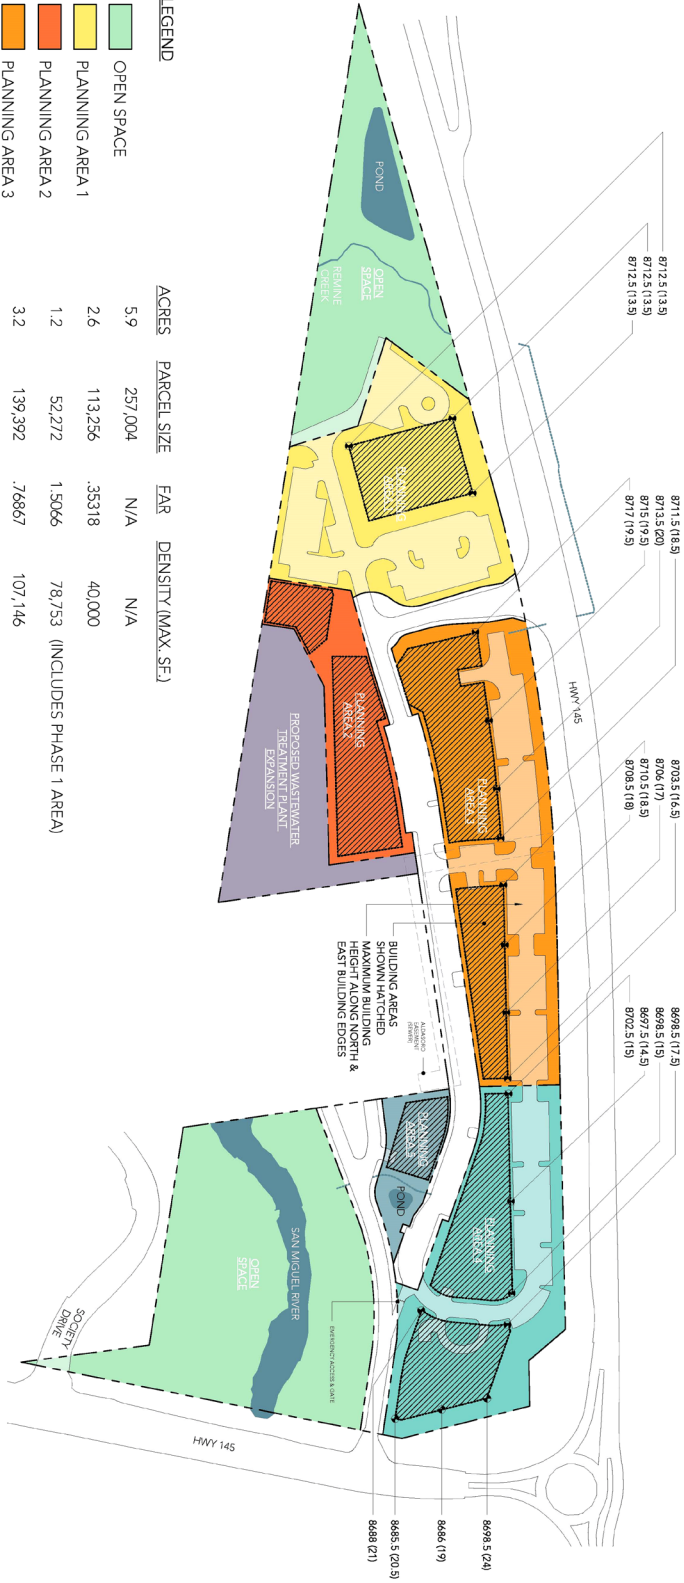 LEGEND
ACRES PARCEL SIZE FAR DENSITY (MAX. SF.)
OPEN SPACE 5.9 257,004 N/A N/A
PLANNING AREA 1 2.6 113,256 .35318 40,000
PLANNING AREA 2 1.2 52,272 1.5066 78,753 (INCLUDES PHASE 1 AREA)
PLANNING AREA 3 3.2 139,392 .76867 107,146
8712.5 (13.5)
8712.5 (13.5)
8712.5 (13.5)
8711.5 (18.5)
8713.5 (20)
8715 (19.5)
8717 (19.5)
8703.5 (16.5)
8706 (17)
8710.5 (18.5)
8708.5 (18)
8698.5 (17.5)
8698.5 (15)
8697.5 (14.5)
8702.5 (15)
8698.5 (24)
8686 (19)
8685.5 (20.5)
8688 (21)
HWY 145
POND
OPEN
SPACE
REMINE
CREEK
PLANNING
PLANNING
AREA 2
PLANNING
AREA 3
PROPOSED WASTEWATER
TREATMENT PLANT
EXPANSION
BUILDING AREAS
SHOWN HATCHED
MAXIMUM BUILDING
HEIGHT ALONG NORTH &
EAST BUILDING EDGES
ALDASORO
EASEMENT
(SEWER)
PLANNING
PLANNING
POND
EMERGENCY ACCESS & GATE
SAN MIGUEL RIVER
OPEN
SPACE
SOCIETY
DRIVE
HWY 145